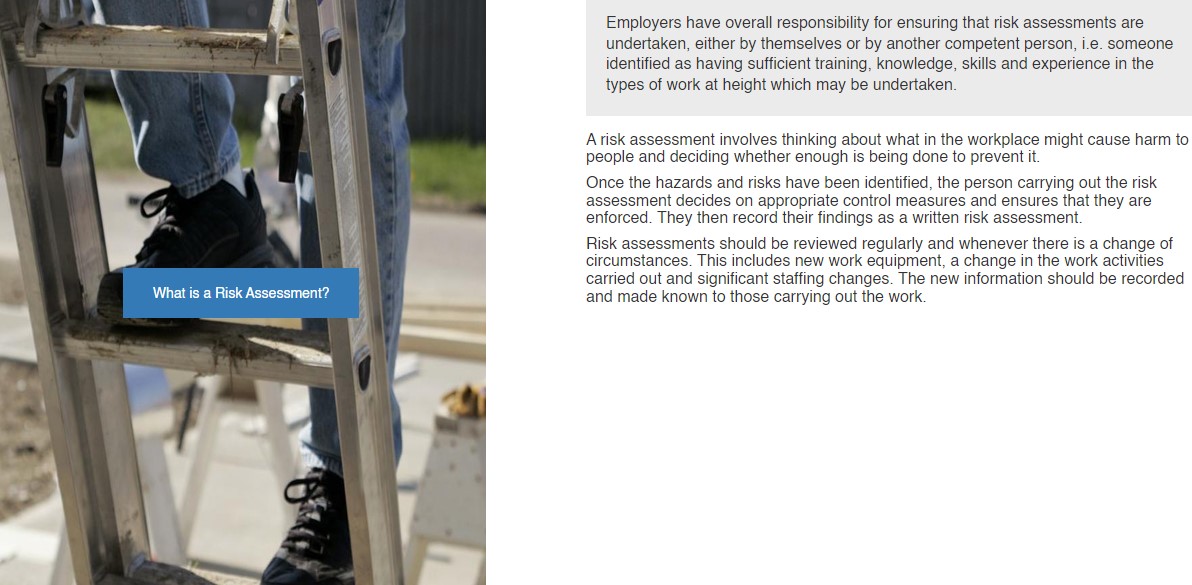 Employers have overall responsibility for ensuring that risk assessments are
undertaken, either by themselves or by another competent person, i.e. someone
identified as having sufficient training, knowledge, skills and experience in the
types of work at height which may be undertaken.
A risk assessment involves thinking about what in the workplace might cause harm to
people and deciding whether enough is being done to prevent it.
Once the hazards and risks have been identified, the person carrying out the risk
assessment decides on appropriate control measures and ensures that they are
enforced. They then record their findings as a written risk assessment.
Risk assessments should be reviewed regularly and whenever there is a change of
circumstances. This includes new work equipment, a change in the work activities
carried out and significant staffing changes. The new information should be recorded
and made known to those carrying out the work.
What is a Risk Assessment?